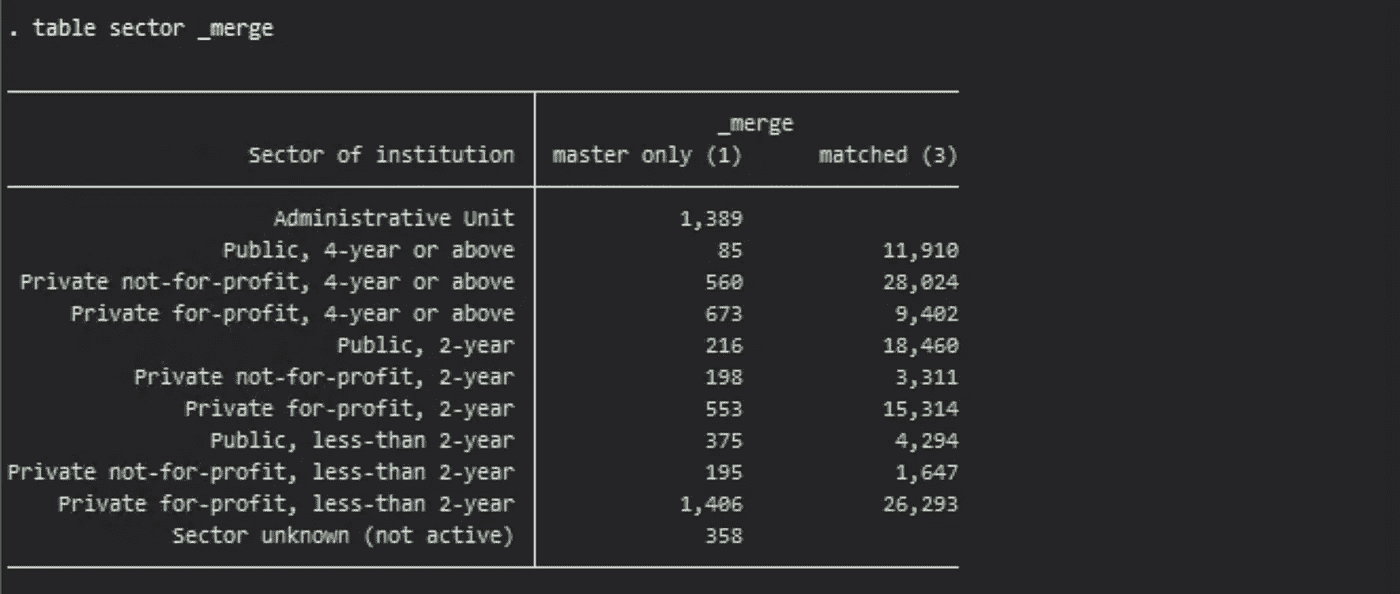 . table sector _merge
_merge
Sector of institution master only (1) matched (3)
Administrative Unit 1,389
Public, 4-year or above 85 11,910
Private not-for-profit, 4-year or above 560 28,024
Private for-profit, 4-year or above 673 9,402
Public, 2-year 216 18,460
Private not-for-profit, 2-year 198 3,311
Private for-profit, 2-year 553 15,314
Public, less-than 2-year 375 4,294
Private not-for-profit, less-than 2-year 195 1,647
Private for-profit, less-than 2-year 1,406 26,293
Sector unknown (not active) 358